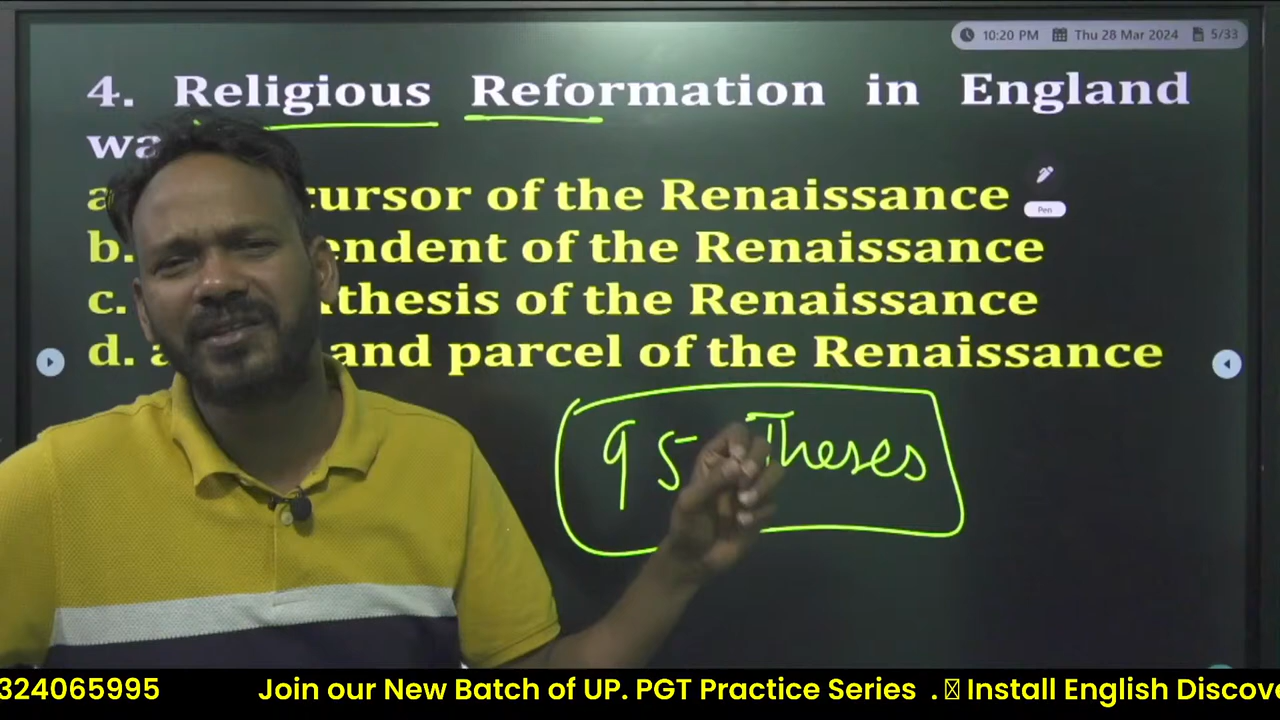 10:20 PM Thu 28 Mar 2024 5/33
4. Religious Reformation in England
a cursor of the Renaissance
Pen
b. endent of the Renaissance
c. thesis of the Renaissance
d. a and parcel of the Renaissance
95 Theses
324065995 Join our New Batch of UP. PGT Practice Series . Install English Discove